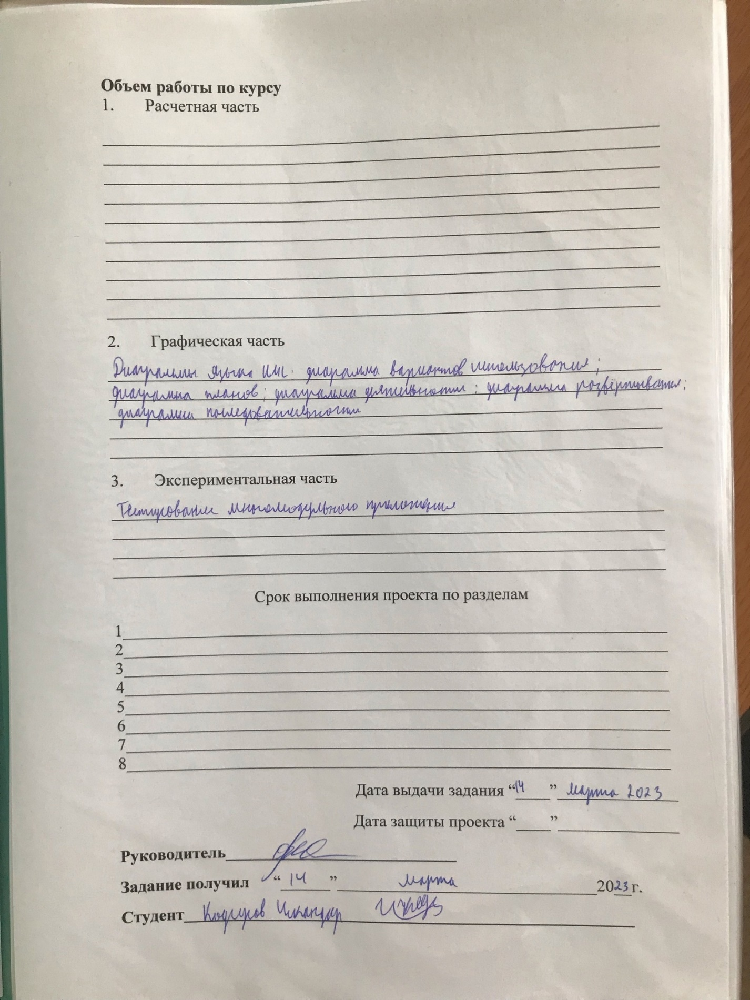 Объем работы по курсу
1. Расчетная часть
2. Графическая часть
Диаграммы языка UML: диаграмма вариантов использования;
диаграмма планов; диаграмма деятельности; диаграмма развёртывания;
диаграмма последовательности
3. Экспериментальная часть
Тестирование многомодульного приложения
Срок выполнения проекта по разделам
1
2
3
4
5
6
7
8
Дата выдачи задания “14” марта 2023
Дата защиты проекта “____”
Руководитель
Задание получил “14” марта 2023 г.
Студент Кодиров Искандар